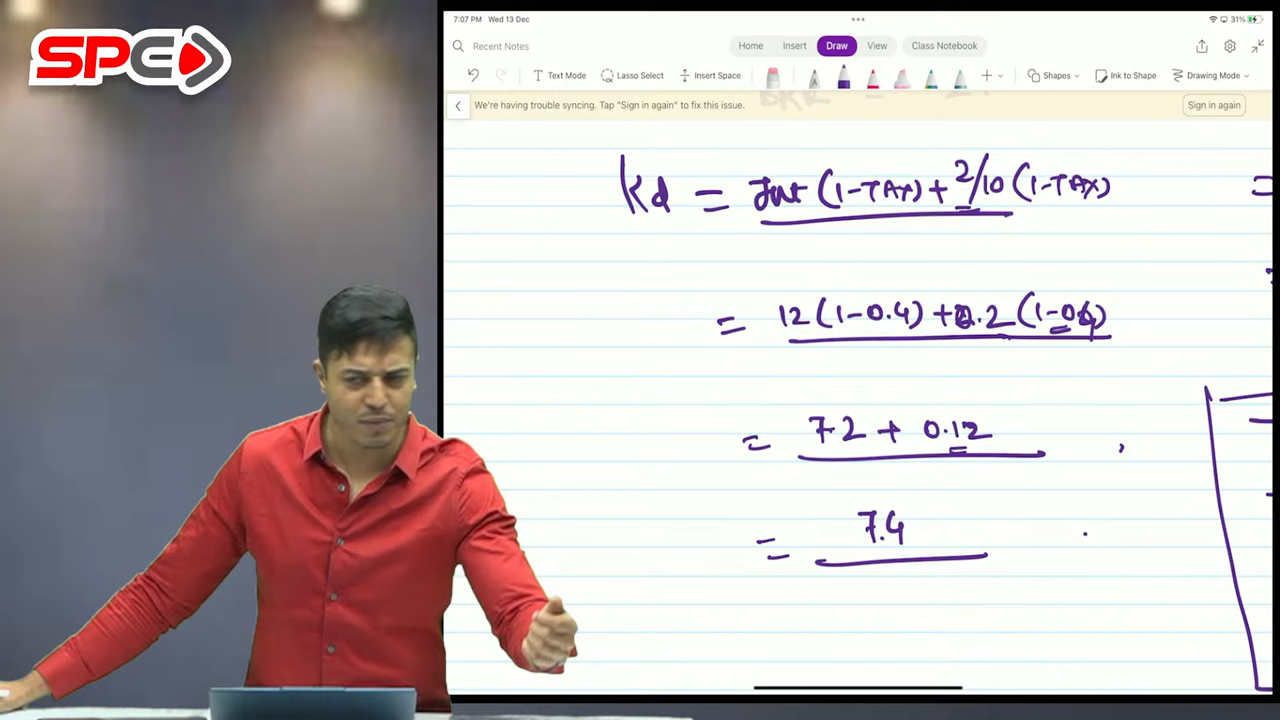 SPED
7:07 PM Wed 13 Dec
31%
Recent Notes
Home Insert Draw View Class Notebook
Text Mode Lasso Select Insert Space Shapes Ink to Shape Drawing Mode
We're having trouble syncing. Tap "Sign in again" to fix this issue.
Sign in again
Kd = Int (1-TAX) + 2/10 (1-TAX)
= 12 (1-0.4) + 0.2 (1-0.4)
= 7.2 + 0.12
= 7.4